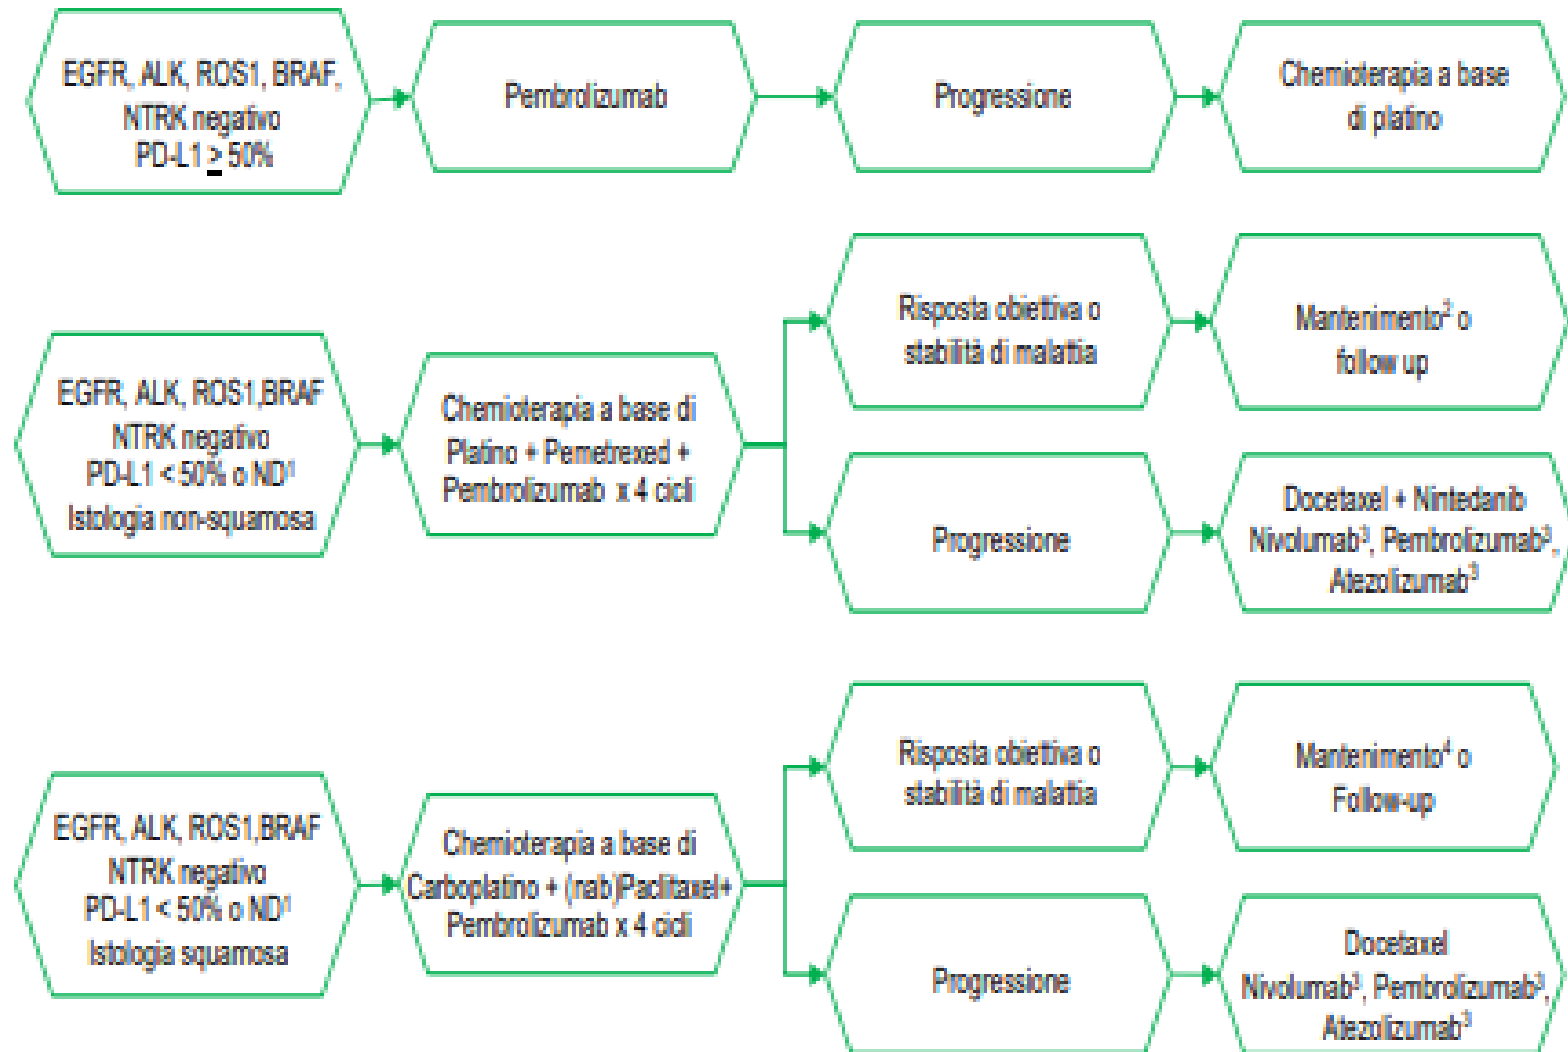 EGFR, ALK, ROS1, BRAF,
NTRK negativo
PD-L1 ≥ 50%
Pembrolizumab
Progressione
Chemioterapia a base
di platino
EGFR, ALK, ROS1,BRAF
NTRK negativo
PD-L1 < 50% o ND¹
Istologia non-squamosa
Chemioterapia a base di
Platino + Pemetrexed +
Pembrolizumab x 4 cicli
Risposta obiettiva o
stabilità di malattia
Mantenimento² o
follow up
Progressione
Docetaxel + Nintedanib
Nivolumab³, Pembrolizumab³,
Atezolizumab³
EGFR, ALK, ROS1,BRAF
NTRK negativo
PD-L1 < 50% o ND¹
Istologia squamosa
Chemioterapia a base di
Carboplatino + (nab)Paclitaxel+
Pembrolizumab x 4 cicli
Risposta obiettiva o
stabilità di malattia
Mantenimento⁴ o
Follow-up
Progressione
Docetaxel
Nivolumab³, Pembrolizumab³,
Atezolizumab³